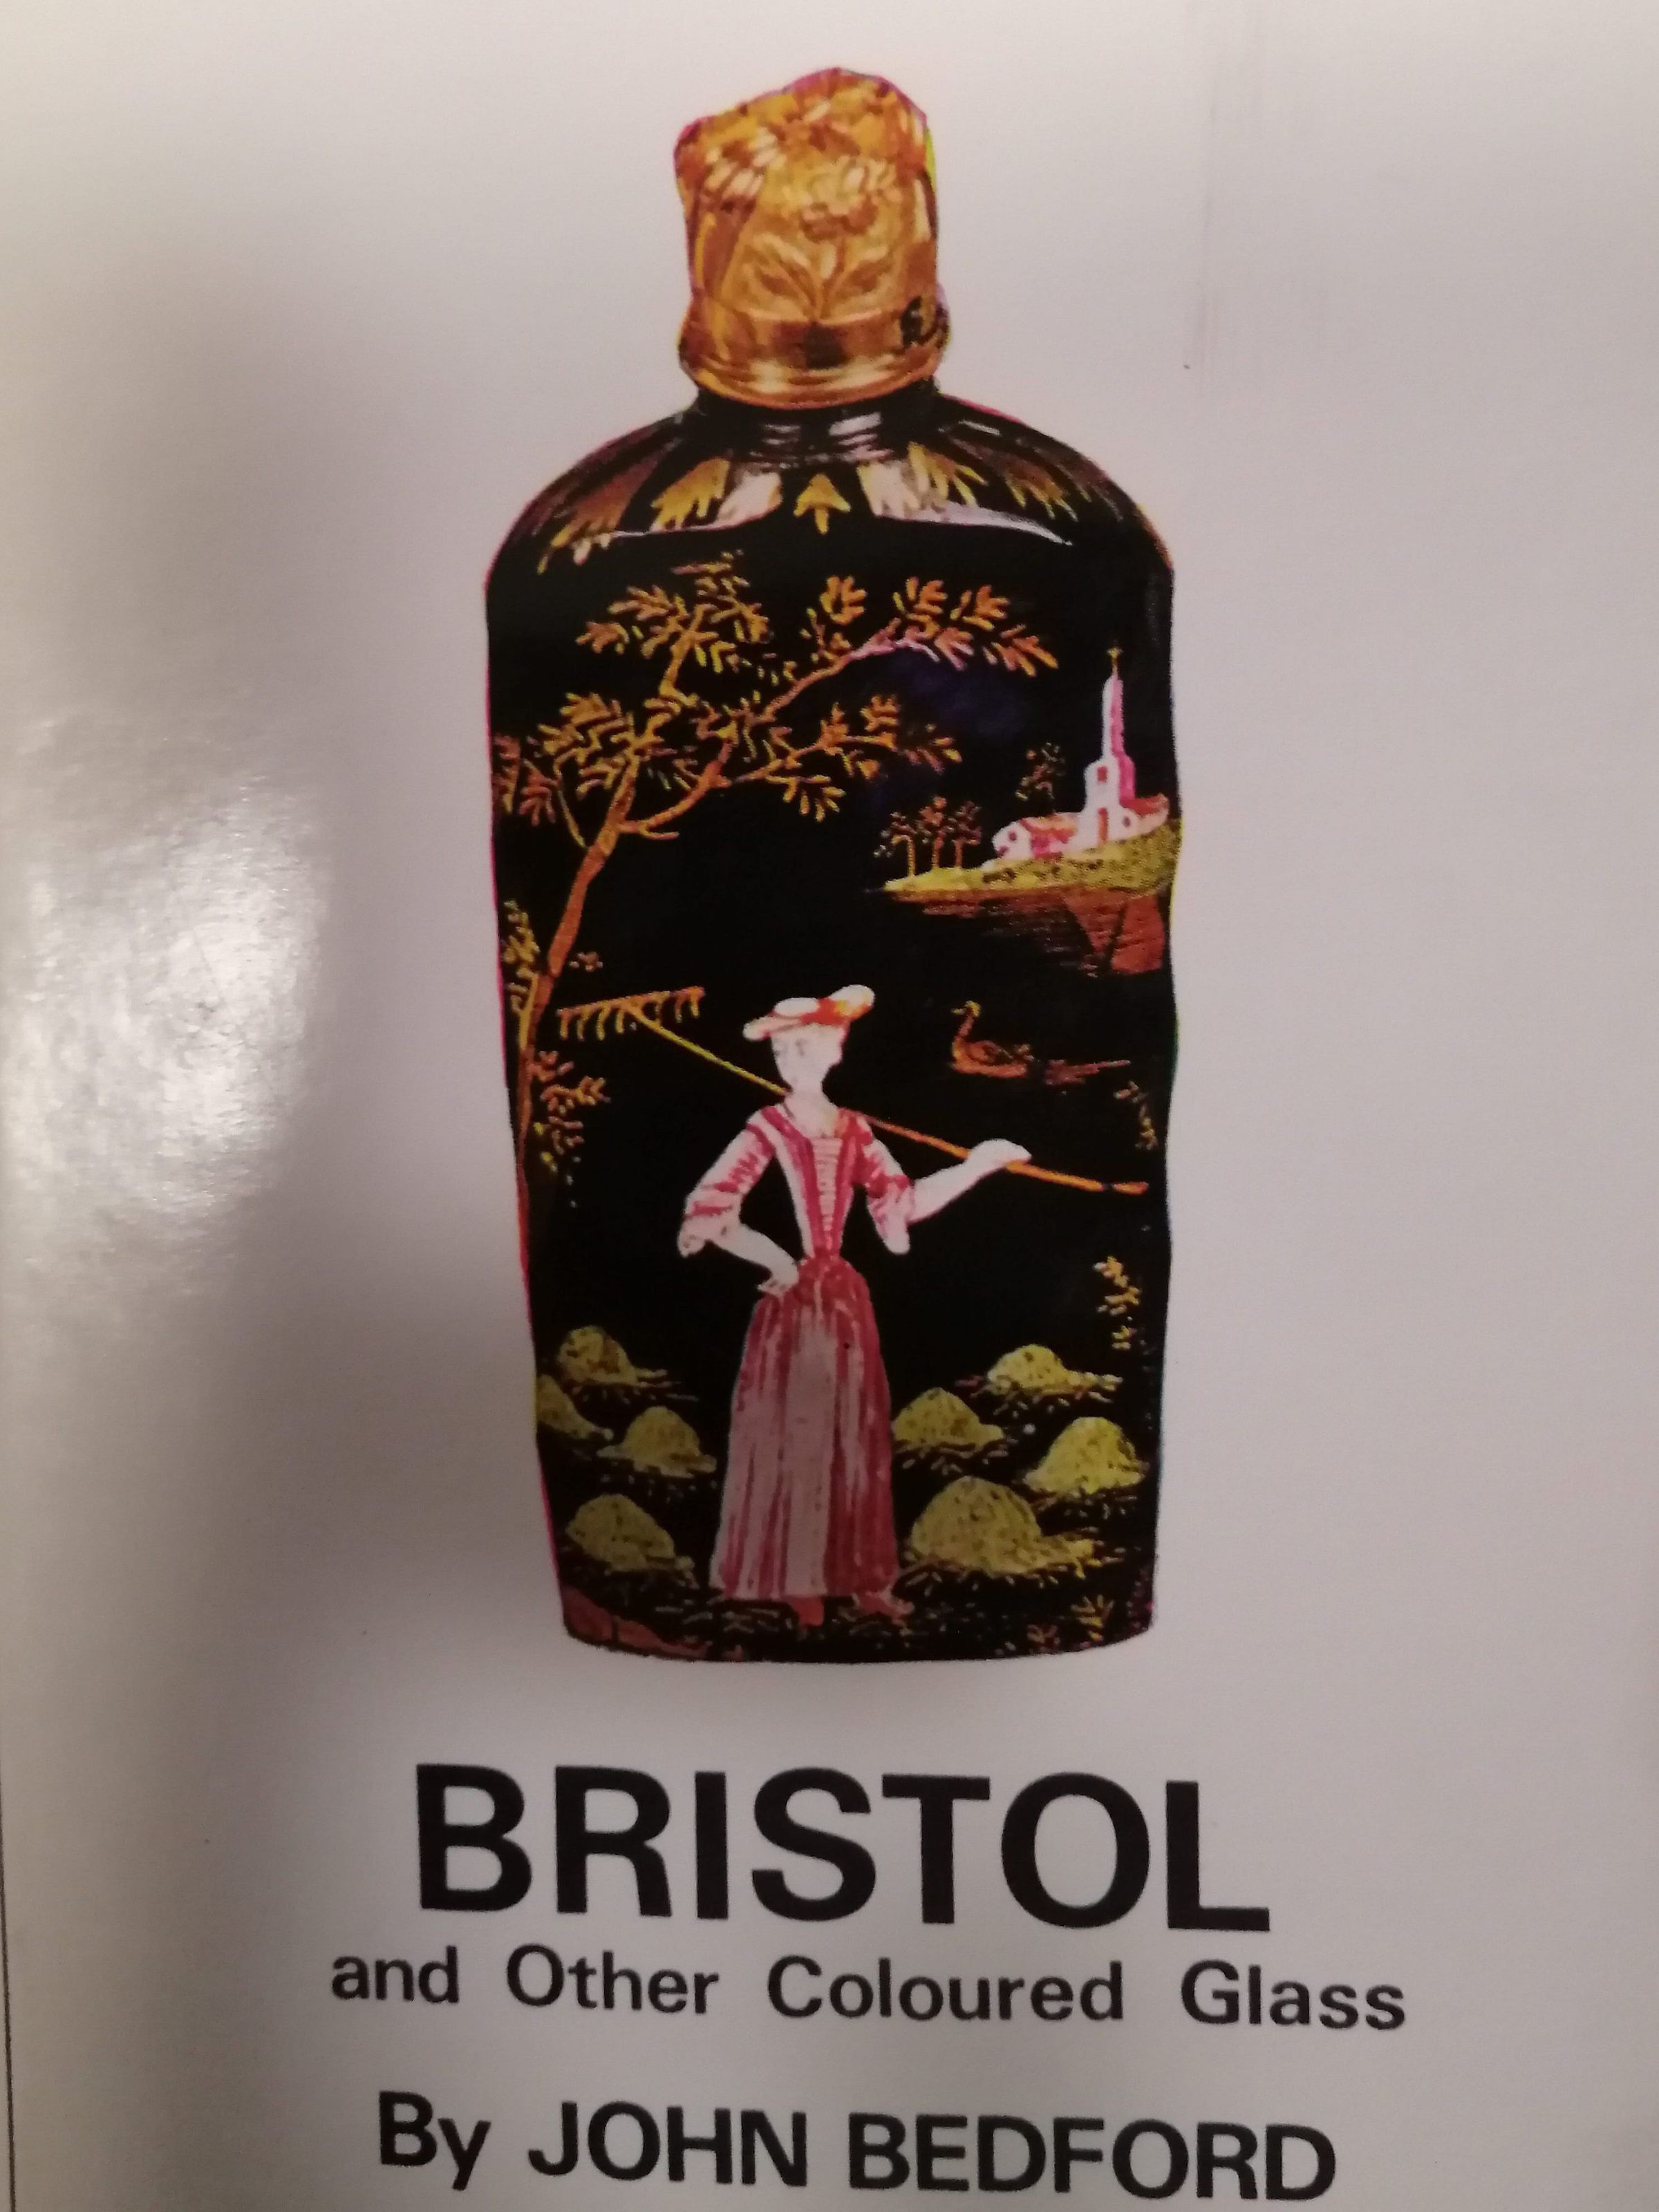 BRISTOL
and Other Coloured Glass
By JOHN BEDFORD